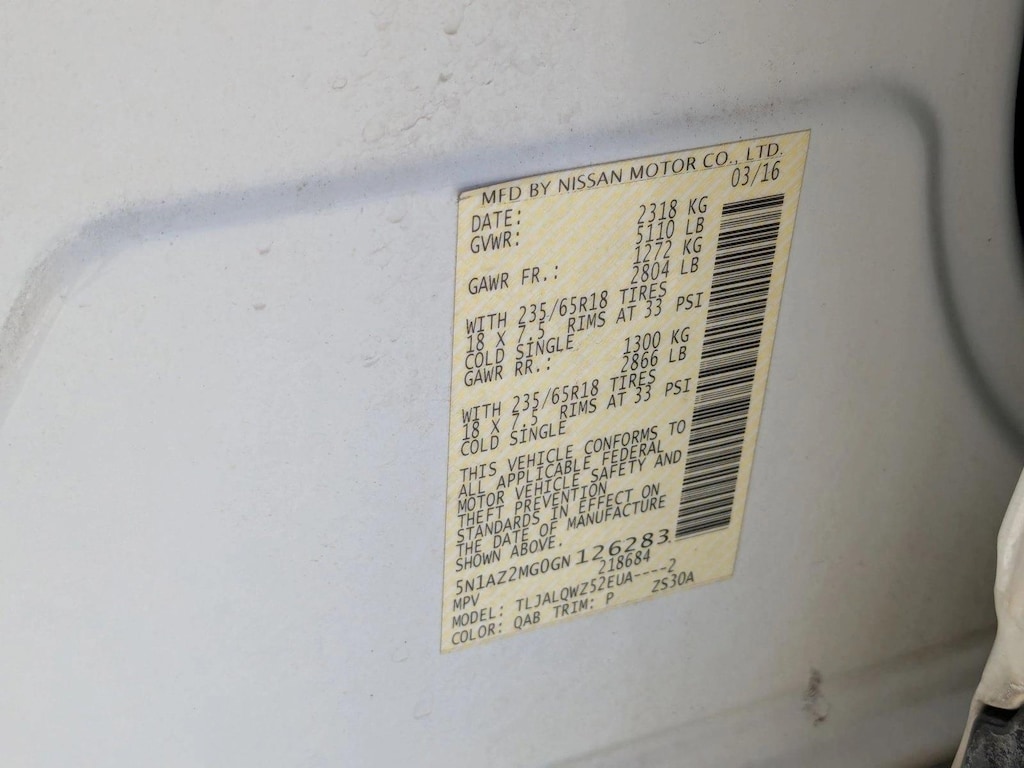 MFD BY NISSAN MOTOR CO., LTD.
DATE: 03/16
GVWR: 2318 KG
5110 LB
GAWR FR.: 1272 KG
2804 LB
WITH 235/65R18 TIRES
18 X 7.5 RIMS AT 33 PSI
COLD SINGLE
GAWR RR.: 1300 KG
2866 LB
WITH 235/65R18 TIRES
18 X 7.5 RIMS AT 33 PSI
COLD SINGLE
THIS VEHICLE CONFORMS TO
ALL APPLICABLE FEDERAL
MOTOR VEHICLE SAFETY AND
THEFT PREVENTION
STANDARDS IN EFFECT ON
THE DATE OF MANUFACTURE
SHOWN ABOVE.
5N1AZ2MG0GN126283
MPV 218684
MODEL: TLJALQWZ52EUA----2
COLOR: QAB TRIM: P ZS30A